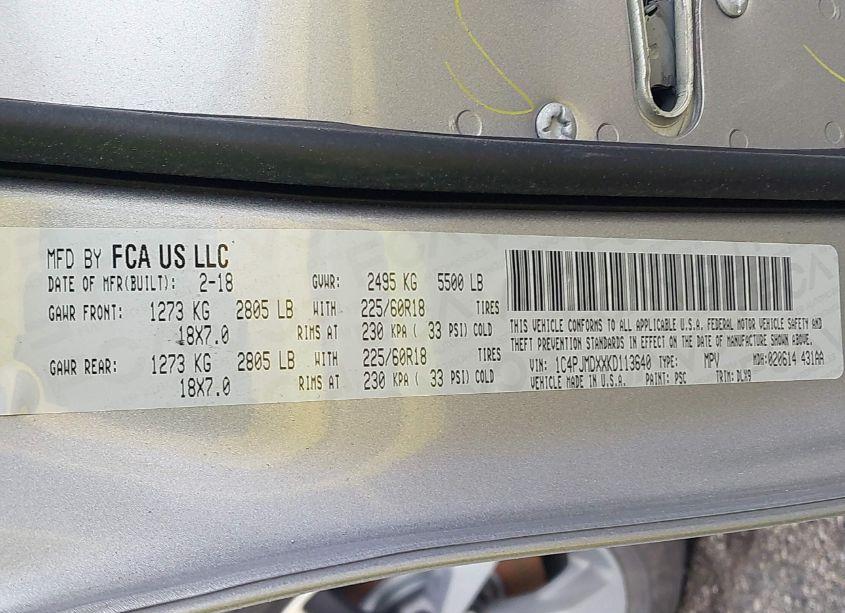 MFD BY FCA US LLC
DATE OF MFR(BUILT): 2-18 GVWR: 2495 KG 5500 LB
GAWR FRONT: 1273 KG 2805 LB WITH 225/60R18 TIRES
18X7.0 RIMS AT 230 KPA ( 33 PSI) COLD
GAWR REAR: 1273 KG 2805 LB WITH 225/60R18 TIRES
18X7.0 RIMS AT 230 KPA ( 33 PSI) COLD
THIS VEHICLE CONFORMS TO ALL APPLICABLE U.S.A. FEDERAL MOTOR VEHICLE SAFETY AND
THEFT PREVENTION STANDARDS IN EFFECT ON THE DATE OF MANUFACTURE SHOWN ABOVE.
VIN: 1C4PJMDXXKD113640 TYPE: MPV MDH: 020614 431AA
VEHICLE MADE IN U.S.A. PAINT: PSC TRIM: DLX9